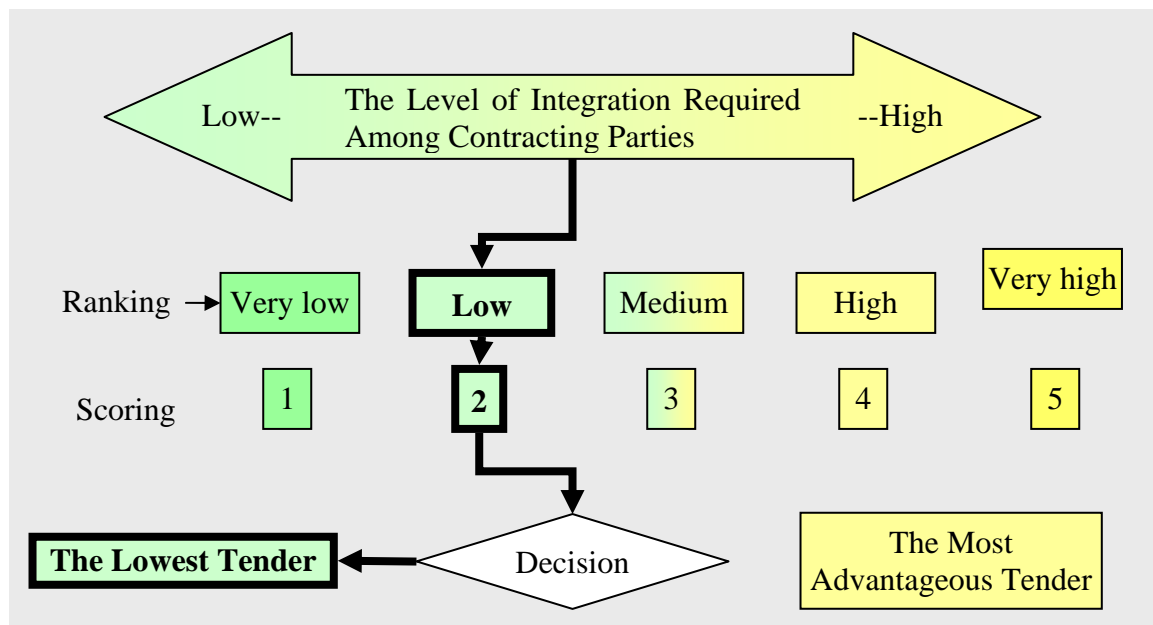 Low--
The Level of Integration Required
Among Contracting Parties
--High
Ranking
Very low
Low
Medium
High
Very high
Scoring
1
2
3
4
5
The Lowest Tender
Decision
The Most
Advantageous Tender